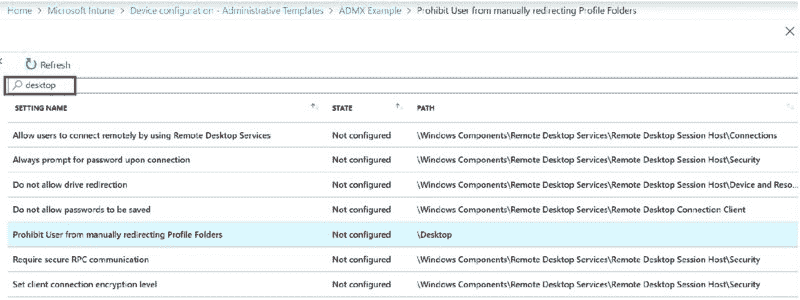 Home > Microsoft Intune > Device configuration - Administrative Templates > ADMX Example > Prohibit User from manually redirecting Profile Folders
Refresh
desktop
SETTING NAME STATE PATH
Allow users to connect remotely by using Remote Desktop Services Not configured \Windows Components\Remote Desktop Services\Remote Desktop Session Host\Connections
Always prompt for password upon connection Not configured \Windows Components\Remote Desktop Services\Remote Desktop Session Host\Security
Do not allow drive redirection Not configured \Windows Components\Remote Desktop Services\Remote Desktop Session Host\Device and Reso...
Do not allow passwords to be saved Not configured \Windows Components\Remote Desktop Services\Remote Desktop Connection Client
Prohibit User from manually redirecting Profile Folders Not configured \Desktop
Require secure RPC communication Not configured \Windows Components\Remote Desktop Services\Remote Desktop Session Host\Security
Set client connection encryption level Not configured \Windows Components\Remote Desktop Services\Remote Desktop Session Host\Security